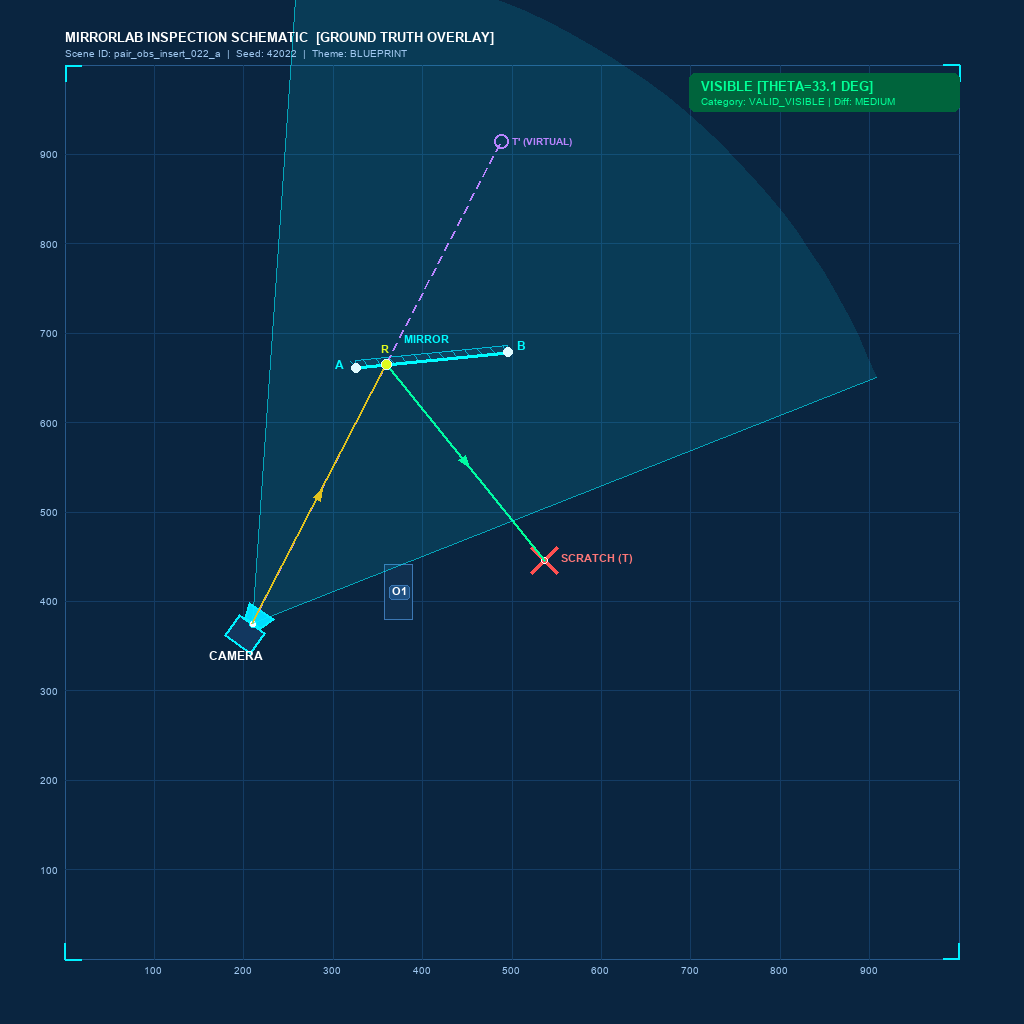 MIRRORLAB INSPECTION SCHEMATIC  [GROUND TRUTH OVERLAY]
Scene ID: pair_obs_insert_022_a  |  Seed: 42022  |  Theme: BLUEPRINT
VISIBLE [THETA=33.1 DEG]
Category: VALID_VISIBLE | Diff: MEDIUM
T' (VIRTUAL)
MIRROR
R
B
A
SCRATCH (T)
O1
CAMERA
900
800
700
600
500
400
300
200
100
100 200 300 400 500 600 700 800 900